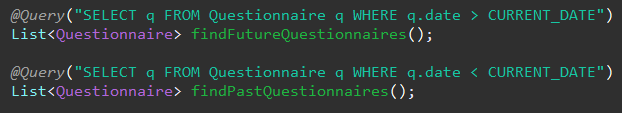 @Query("SELECT q FROM Questionnaire q WHERE q.date > CURRENT_DATE")
List<Questionnaire> findFutureQuestionnaires();
@Query("SELECT q FROM Questionnaire q WHERE q.date < CURRENT_DATE")
List<Questionnaire> findPastQuestionnaires();